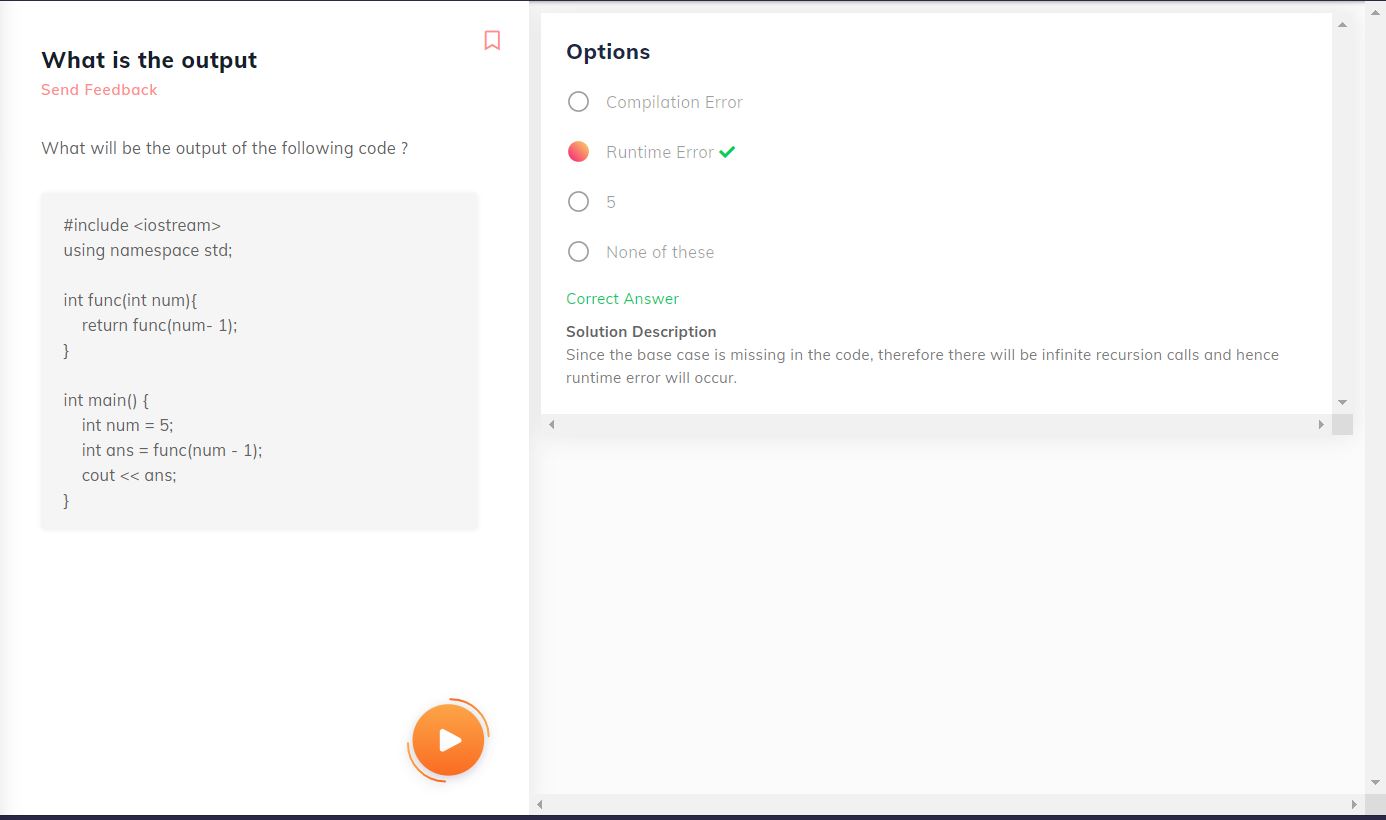 What is the output
Send Feedback
What will be the output of the following code ?
#include <iostream>
using namespace std;
int func(int num){
    return func(num- 1);
}
int main() {
    int num = 5;
    int ans = func(num - 1);
    cout << ans;
}
Options
Compilation Error
Runtime Error
5
None of these
Correct Answer
Solution Description
Since the base case is missing in the code, therefore there will be infinite recursion calls and hence
runtime error will occur.